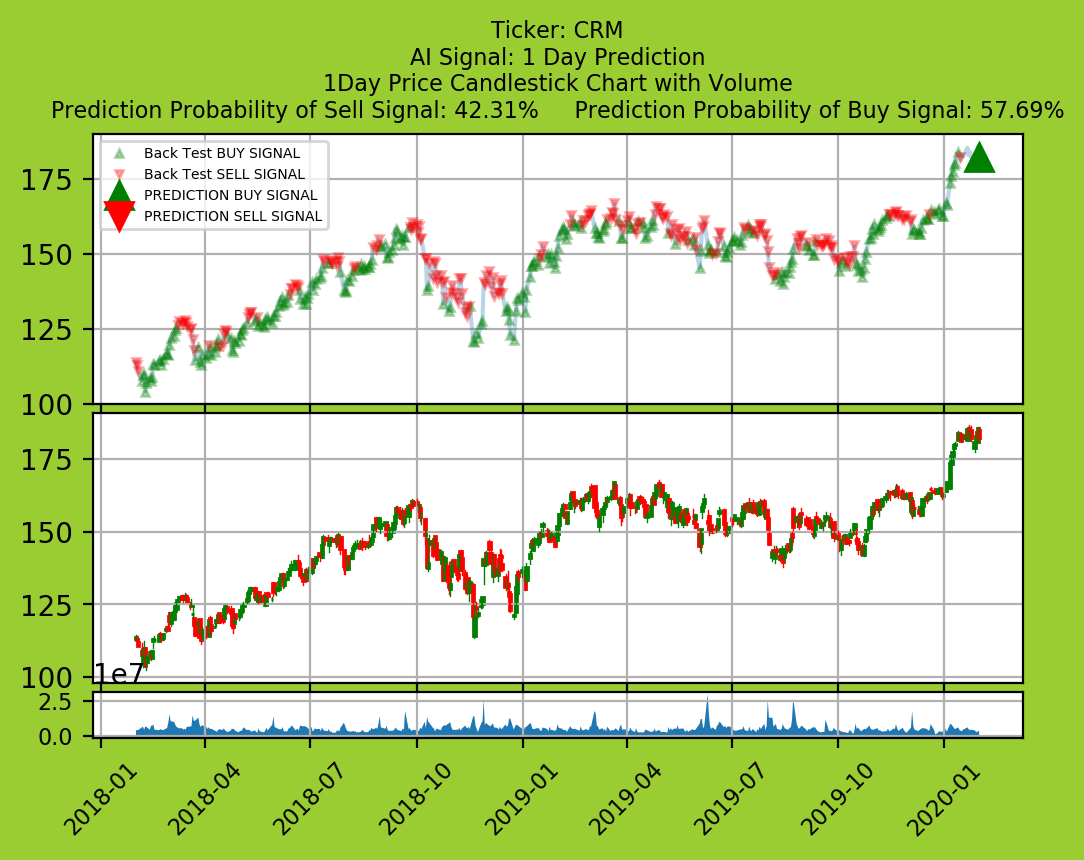 Ticker: CRM
AI Signal: 1 Day Prediction
1Day Price Candlestick Chart with Volume
Prediction Probability of Sell Signal: 42.31% Prediction Probability of Buy Signal: 57.69%
Back Test BUY SIGNAL
Back Test SELL SIGNAL
PREDICTION BUY SIGNAL
PREDICTION SELL SIGNAL
175
150
125
100
175
150
125
100
1e7
2.5
0.0
2018-01
2018-04
2018-07
2018-10
2019-01
2019-04
2019-07
2019-10
2020-01